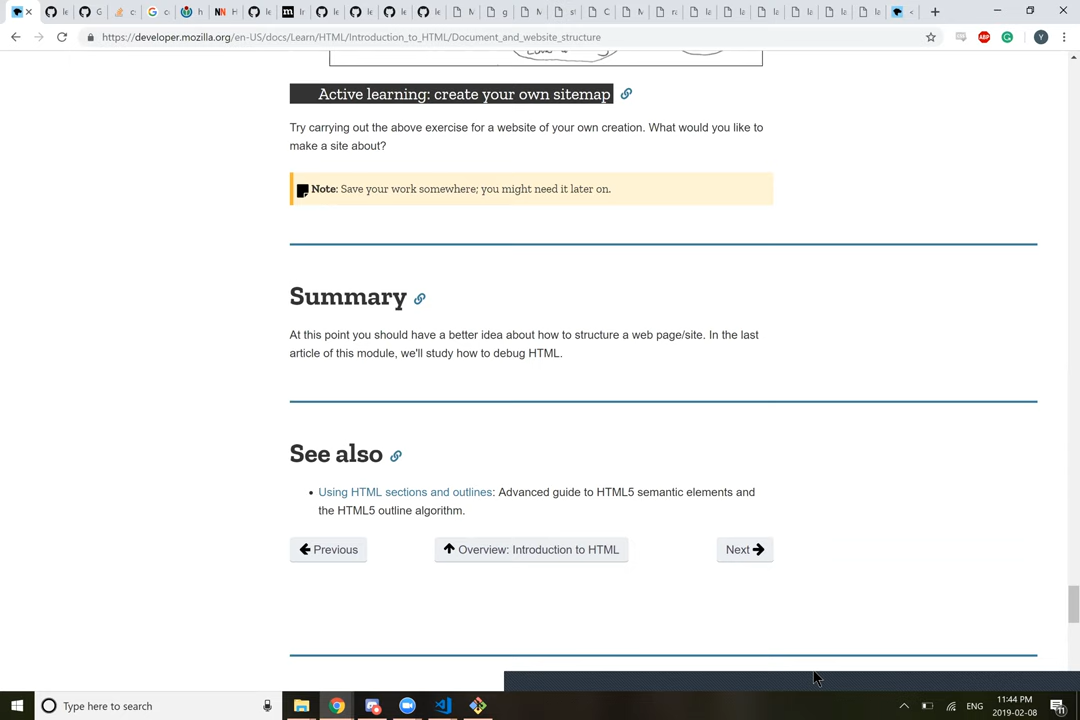 https://developer.mozilla.org/en-US/docs/Learn/HTML/Introduction_to_HTML/Document_and_website_structure
ABP
Y
Active learning: create your own sitemap
Try carrying out the above exercise for a website of your own creation. What would you like to
make a site about?
Note: Save your work somewhere; you might need it later on.
Summary
At this point you should have a better idea about how to structure a web page/site. In the last
article of this module, we'll study how to debug HTML.
See also
• Using HTML sections and outlines: Advanced guide to HTML5 semantic elements and
the HTML5 outline algorithm.
Previous
Overview: Introduction to HTML
Next
Type here to search
ENG
11:44 PM
2019-02-08